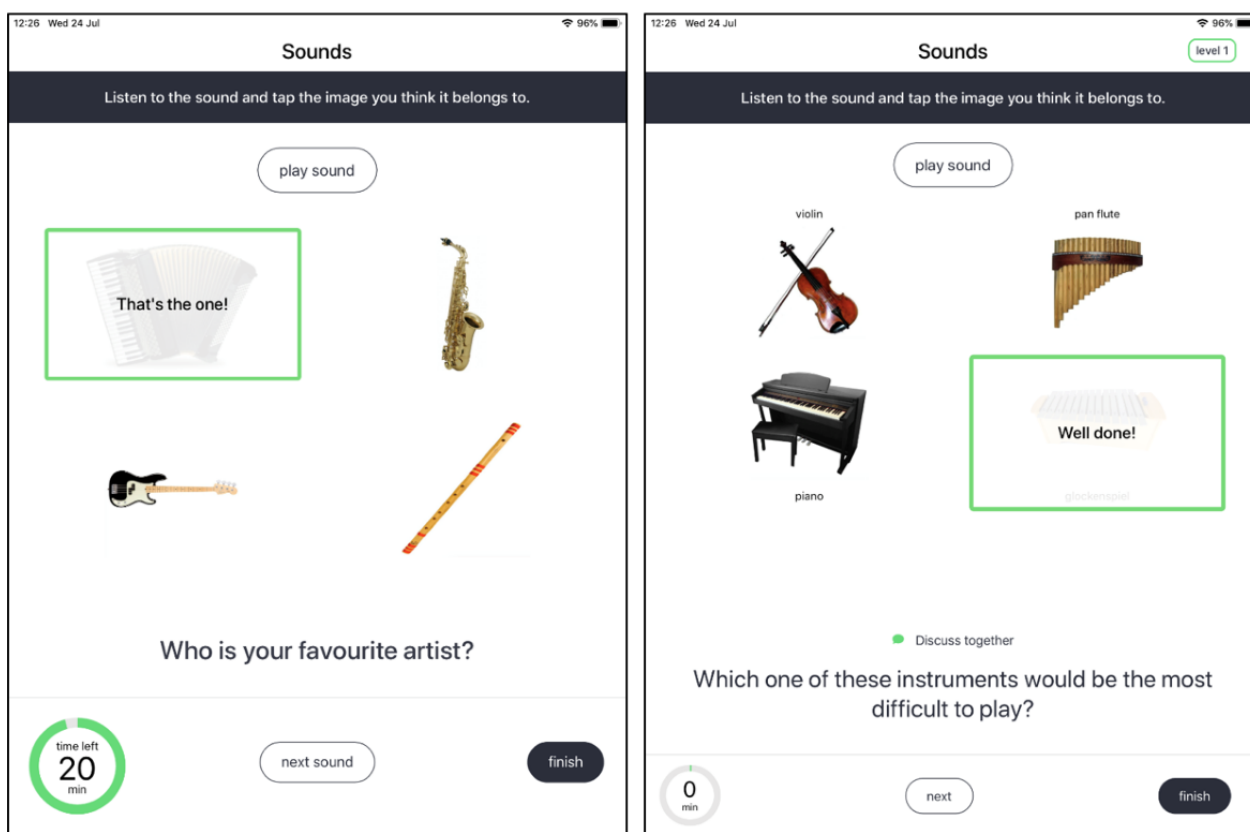 12:26 Wed 24 Jul
96%
Sounds
Listen to the sound and tap the image you think it belongs to.
play sound
That's the one!
Who is your favourite artist?
time left
20
min
next sound
finish
12:26 Wed 24 Jul
96%
Sounds
level 1
Listen to the sound and tap the image you think it belongs to.
play sound
violin
pan flute
Well done!
piano
glockenspiel
Discuss together
Which one of these instruments would be the most
difficult to play?
0
min
next
finish